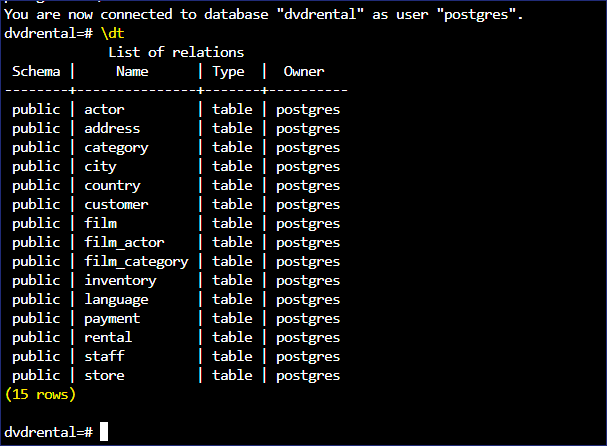 You are now connected to database "dvdrental" as user "postgres".
dvdrental=# \dt
             List of relations
 Schema |     Name      | Type  |  Owner
--------+---------------+-------+----------
 public | actor         | table | postgres
 public | address       | table | postgres
 public | category      | table | postgres
 public | city          | table | postgres
 public | country       | table | postgres
 public | customer      | table | postgres
 public | film          | table | postgres
 public | film_actor    | table | postgres
 public | film_category | table | postgres
 public | inventory     | table | postgres
 public | language      | table | postgres
 public | payment       | table | postgres
 public | rental        | table | postgres
 public | staff         | table | postgres
 public | store         | table | postgres
(15 rows)
dvdrental=#